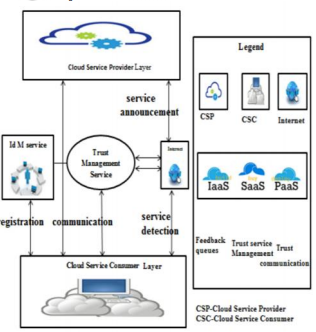 Cloud Service Provider Layer
service
announcement
Id M service
Trust
Management
Service
Internet
registration communication
service
detection
Cloud Service Consumer Layer
Legend
CSP
CSC
Internet
IaaS SaaS PaaS
Feedback
queues
Trust service
Management
Trust
communication
CSP-Cloud Service Provider
CSC-Cloud Service Consumer